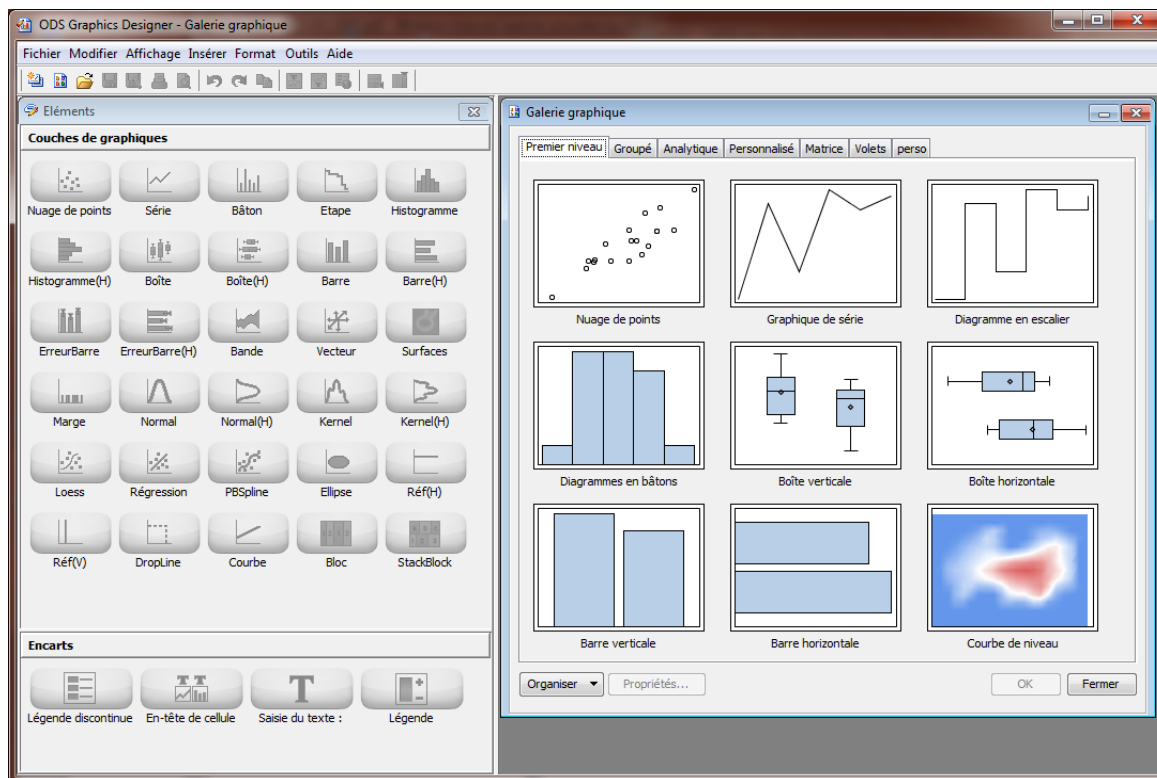 ODS Graphics Designer - Galerie graphique
Fichier Modifier Affichage Insérer Format Outils Aide
Eléments
Couches de graphiques
Nuage de points Série Bâton Etape Histogramme
Histogramme(H) Boîte Boîte(H) Barre Barre(H)
ErreurBarre ErreurBarre(H) Bande Vecteur Surfaces
Marge Normal Normal(H) Kernel Kernel(H)
Loess Régression PBSpline Ellipse Réf(H)
Réf(V) DropLine Courbe Bloc StackBlock
Encarts
Légende discontinue En-tête de cellule Saisie du texte : Légende
Galerie graphique
Premier niveau Groupé Analytique Personnalisé Matrice Volets perso
Nuage de points Graphique de série Diagramme en escalier
Diagrammes en bâtons Boîte verticale Boîte horizontale
Barre verticale Barre horizontale Courbe de niveau
Organiser Propriétés... OK Fermer